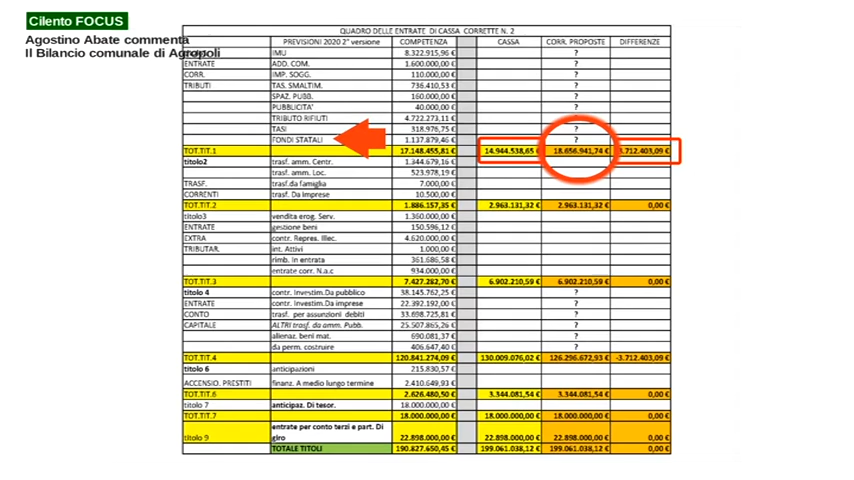 Cilento FOCUS
Agostino Abate commenta
Il Bilancio comunale di Agropoli
QUADRO DELLE ENTRATE DI CASSA CORRETTE N. 2
PREVISIONI 2020 2° versione COMPETENZA CASSA CORR. PROPOSTE DIFFERENZE
IMU 8.322.915,96 € ?
ENTRATE ADD. COM. 1.600.000,00 € ?
CORR. IMP. SOGG. 110.000,00 € ?
TRIBUTI TAS. SMALTIM. 736.410,53 € ?
SPAZ. PUBB. 160.000,00 € ?
PUBBLICITA' 40.000,00 € ?
TRIBUTO RIFIUTI 4.722.273,11 € ?
TASI 318.976,75 € ?
FONDI STATALI 1.137.879,46 € ?
TOT.TIT.1 17.148.455,81 € 14.944.538,65 € 18.656.941,74 € 3.712.403,09 €
titolo2 trasf. amm. Centr. 1.344.679,16 €
trasf. amm. Loc. 523.978,19 €
TRASF. trasf.da famiglia 7.000,00 €
CORRENTI trasf. Da Imprese 10.500,00 €
TOT.TIT.2 1.886.157,35 € 2.963.131,32 € 2.963.131,32 € 0,00 €
titolo3 vendita erog. Serv. 1.360.000,00 €
ENTRATE gestione beni 150.596,12 €
EXTRA contr. Repres. Illec. 4.620.000,00 €
TRIBUTAR. int. Attivi 1.000,00 €
rimb. In entrata 361.686,58 €
entrate corr. N.a.c 934.000,00 €
TOT.TIT.3 7.427.282,70 € 6.902.210,59 € 6.902.210,59 € 0,00 €
titolo 4 contr. Investim.Da pubblico 38.145.762,25 € ?
ENTRATE contr. Investim.Da imprese 22.392.192,00 € ?
CONTO trasf. per assunzioni debiti 33.698.725,81 € ?
CAPITALE ALTRI trasf. da amm. Pubb. 25.507.865,26 € ?
allienaz. beni mat. 690.081,37 € ?
da perm. costruire 406.647,40 € ?
TOT.TIT.4 120.841.274,09 € 130.009.076,02 € 126.296.672,93 € -3.712.403,09 €
titolo 6 anticipazioni 215.830,57 €
ACCENSIO. PRESTITI finanz. A medio lungo termine 2.410.649,93 €
TOT.TIT.6 2.626.480,50 € 3.344.081,54 € 3.344.081,54 € 0,00 €
titolo 7 anticipaz. Di tesor. 18.000.000,00 €
TOT.TIT.7 18.000.000,00 € 18.000.000,00 € 18.000.000,00 € 0,00 €
entrate per conto terzi e part. Di
titolo 9 giro 22.898.000,00 € 22.898.000,00 € 22.898.000,00 € 0,00 €
TOTALE TITOLI 190.827.650,45 € 199.061.038,12 € 199.061.038,12 € 0,00 €